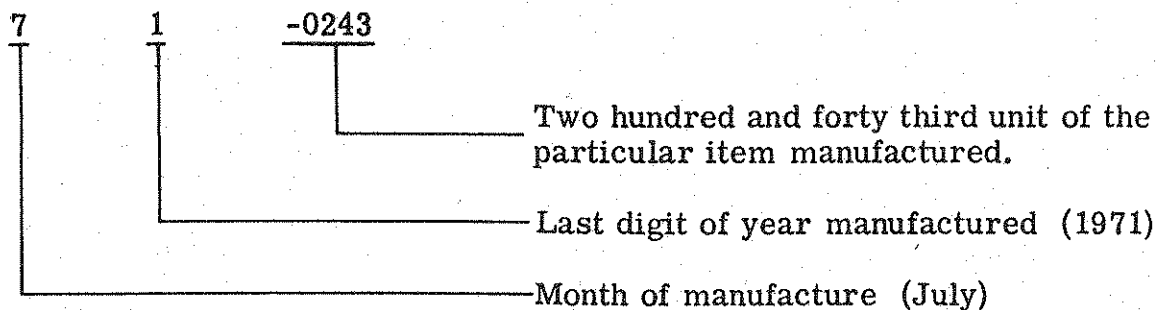 7 1 -0243
Two hundred and forty third unit of the
particular item manufactured.
Last digit of year manufactured (1971)
Month of manufacture (July)